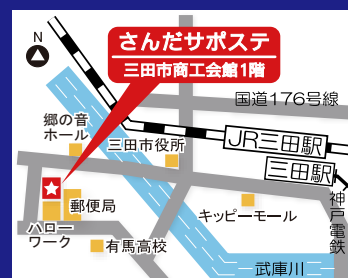 N
さんだサポステ
三田市商工会館1階
国道176号線
郷の音
ホール
三田市役所
JR三田駅
三田駅
神戸電鉄
郵便局
ハロー
ワーク
キッピーモール
有馬高校
武庫川